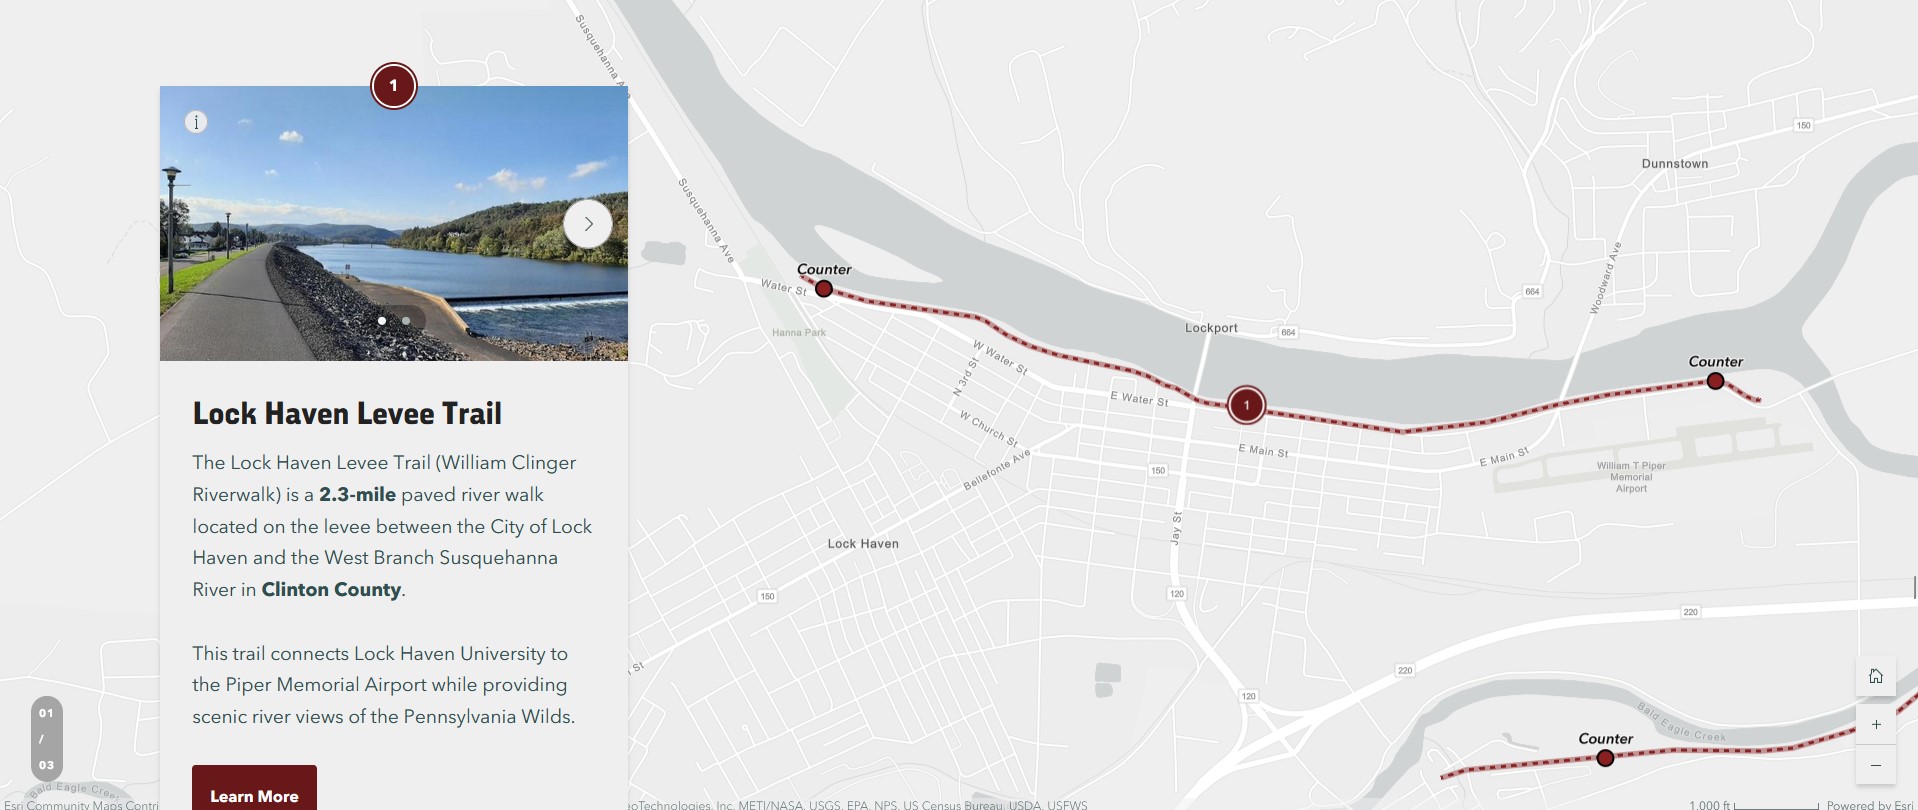 1
i
Lock Haven Levee Trail
The Lock Haven Levee Trail (William Clinger
Riverwalk) is a 2.3-mile paved river walk
located on the levee between the City of Lock
Haven and the West Branch Susquehanna
River in Clinton County.
This trail connects Lock Haven University to
the Piper Memorial Airport while providing
scenic river views of the Pennsylvania Wilds.
Learn More
01
/
03
Susquehanna Ave
Susquehanna Ave
Counter
Water St
Hanna Park
W Water St
N 3rd St
W Church St
Bellefonte Ave
E Water St
Lockport
664
1
E Main St
150
Jay St
Lock Haven
150
120
120
220
220
E Main St
William T Piper
Memorial
Airport
Counter
Woodward Ave
664
Dunnstown
150
Bald Eagle Creek
Counter
St
+
−
Bald Eagle Creek
Esri Community Maps Contri
oTechnologies, Inc, METI/NASA, USGS, EPA, NPS, US Census Bureau, USDA, USFWS
1,000 ft
Powered by Esri